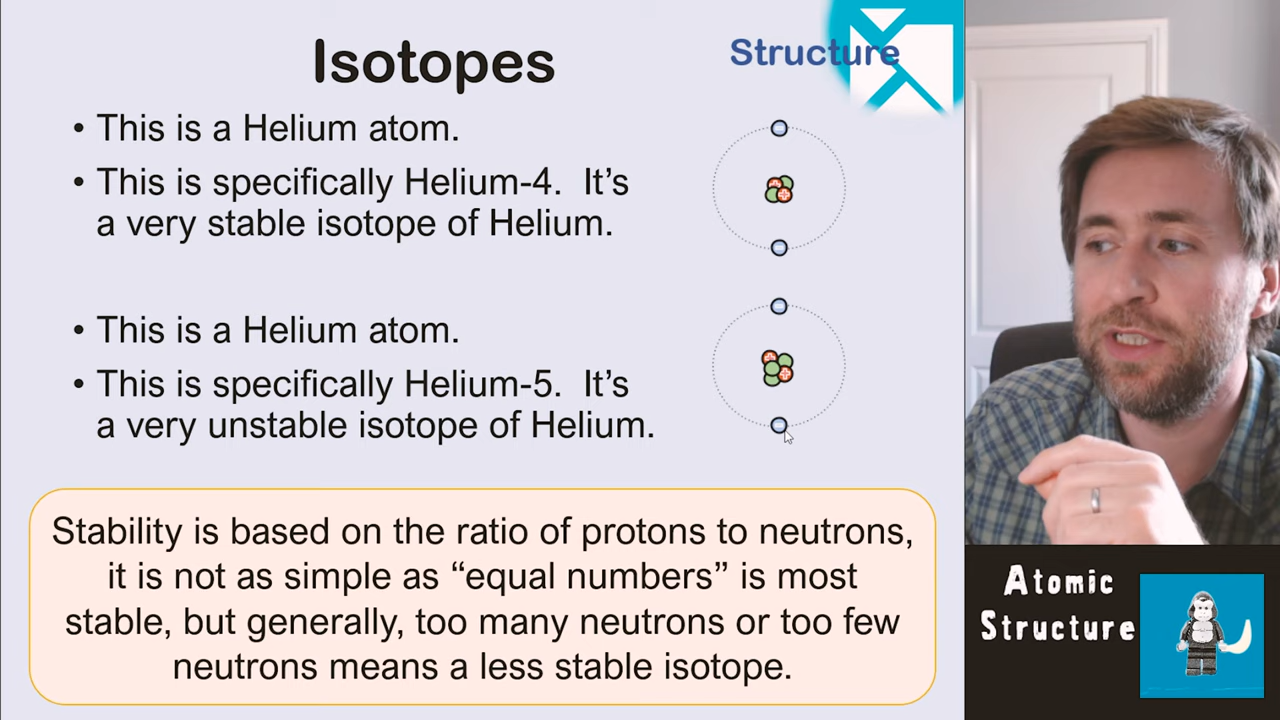 Isotopes
Structure
• This is a Helium atom.
• This is specifically Helium-4.  It's
a very stable isotope of Helium.
• This is a Helium atom.
• This is specifically Helium-5.  It's
a very unstable isotope of Helium.
Stability is based on the ratio of protons to neutrons,
it is not as simple as “equal numbers” is most
stable, but generally, too many neutrons or too few
neutrons means a less stable isotope.
Atomic
Structure